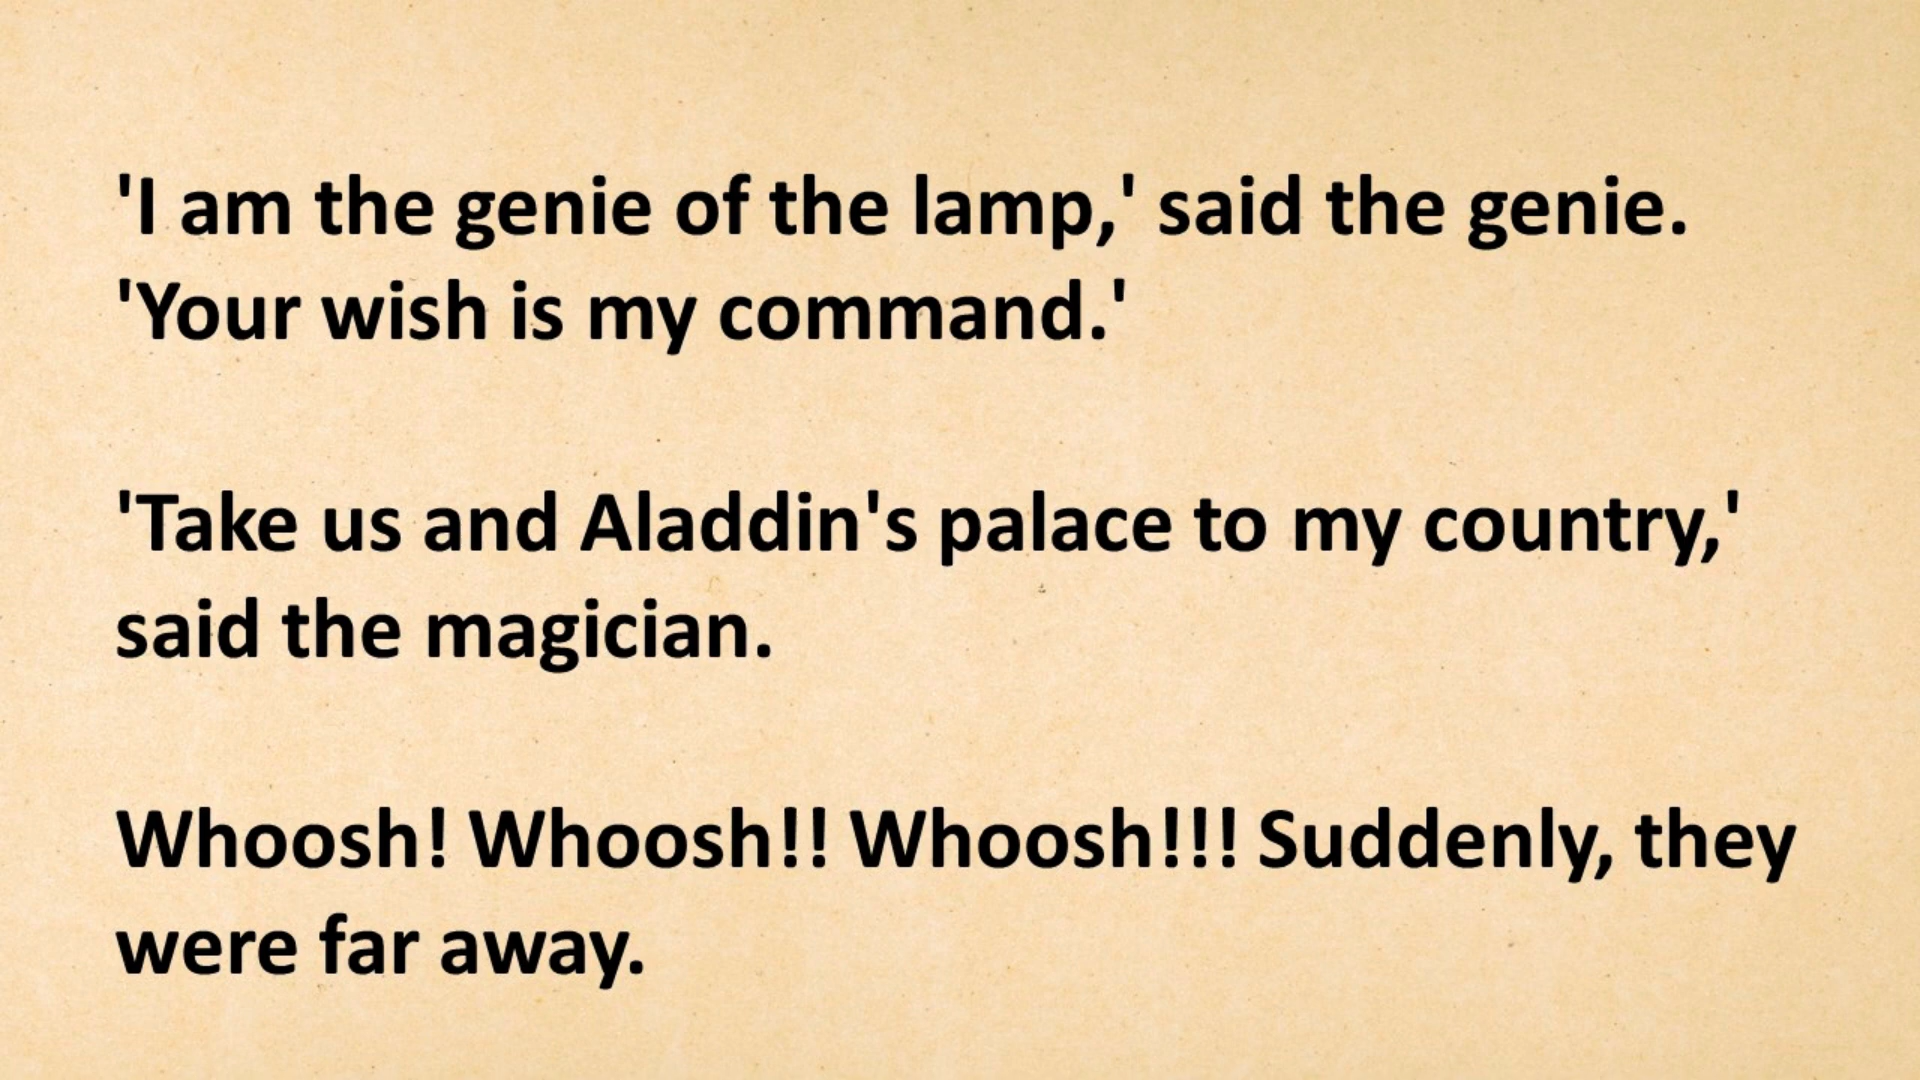 'I am the genie of the lamp,' said the genie.
'Your wish is my command.'
'Take us and Aladdin's palace to my country,'
said the magician.
Whoosh! Whoosh!! Whoosh!!! Suddenly, they
were far away.